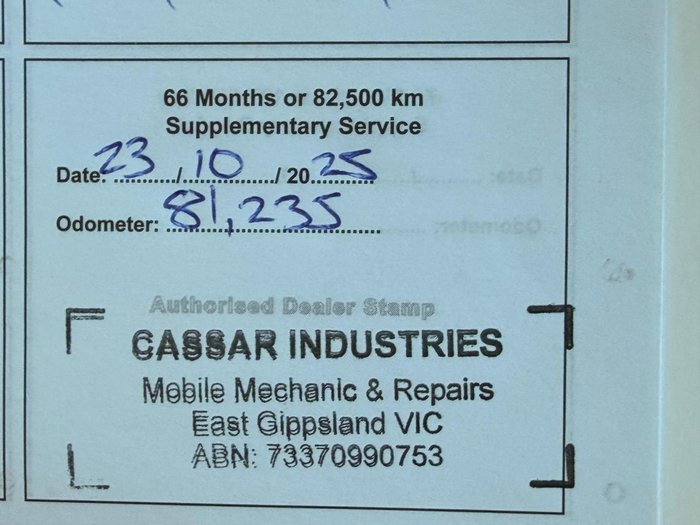 66 Months or 82,500 km
Supplementary Service
Date: 23 / 10 / 2025
Odometer: 81,235
Authorised Dealer Stamp
CASSAR INDUSTRIES
Mobile Mechanic & Repairs
East Gippsland VIC
ABN: 73370990753